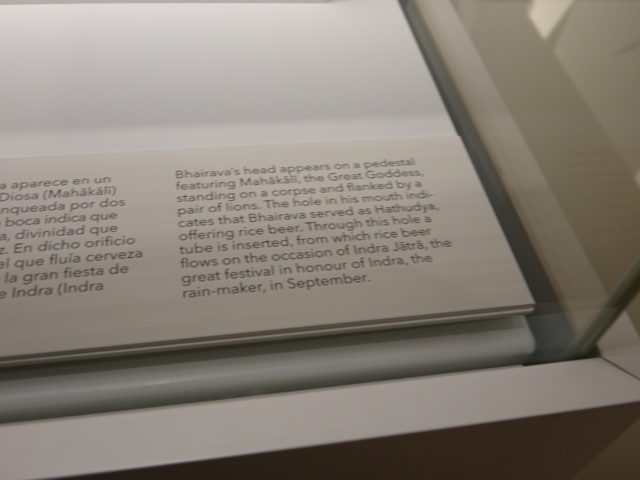 a aparece en un
Diosa (Mahākālī)
nqueada por dos
boca indica que
a, divinidad que
z. En dicho orificio
el que fluía cerveza
la gran fiesta de
e Indra (Indra
Bhairava's head appears on a pedestal
featuring Mahākālī, the Great Goddess,
standing on a corpse and flanked by a
pair of lions. The hole in his mouth indi-
cates that Bhairava served as Hathudya,
offering rice beer. Through this hole a
tube is inserted, from which rice beer
flows on the occasion of Indra Jātrā, the
great festival in honour of Indra, the
rain-maker, in September.